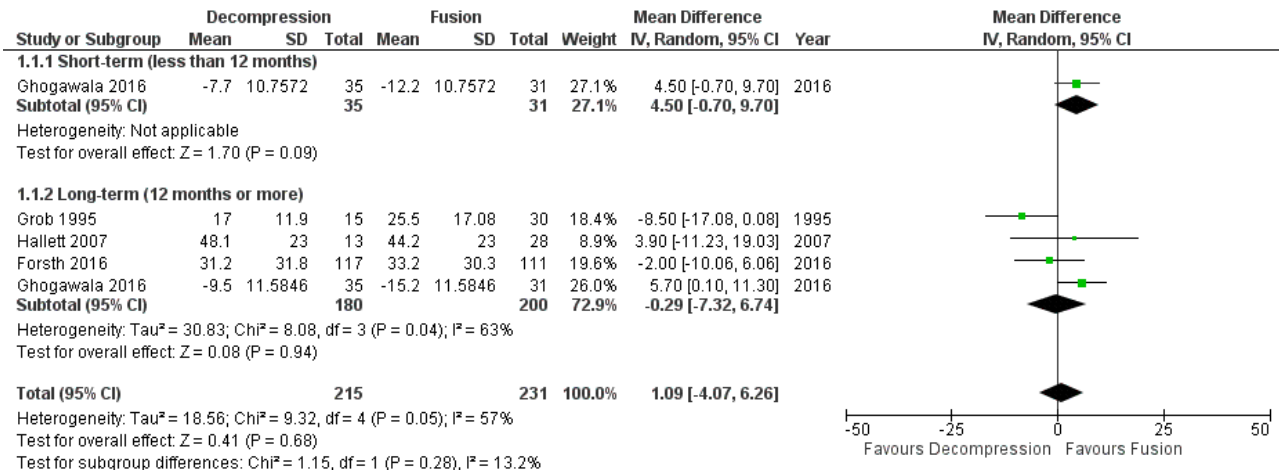 Decompression Fusion Mean Difference Mean Difference
Study or Subgroup Mean SD Total Mean SD Total Weight IV, Random, 95% CI Year IV, Random, 95% CI
1.1.1 Short-term (less than 12 months)
Ghogawala 2016 -7.7 10.7572 35 -12.2 10.7572 31 27.1% 4.50 [-0.70, 9.70] 2016
Subtotal (95% CI) 35 31 27.1% 4.50 [-0.70, 9.70]
Heterogeneity: Not applicable
Test for overall effect: Z = 1.70 (P = 0.09)
1.1.2 Long-term (12 months or more)
Grob 1995 17 11.9 15 25.5 17.08 30 18.4% -8.50 [-17.08, 0.08] 1995
Hallett 2007 48.1 23 13 44.2 23 28 8.9% 3.90 [-11.23, 19.03] 2007
Forsth 2016 31.2 31.8 117 33.2 30.3 111 19.6% -2.00 [-10.06, 6.06] 2016
Ghogawala 2016 -9.5 11.5846 35 -15.2 11.5846 31 26.0% 5.70 [0.10, 11.30] 2016
Subtotal (95% CI) 180 200 72.9% -0.29 [-7.32, 6.74]
Heterogeneity: Tau² = 30.83; Chi² = 8.08, df = 3 (P = 0.04); I² = 63%
Test for overall effect: Z = 0.08 (P = 0.94)
Total (95% CI) 215 231 100.0% 1.09 [-4.07, 6.26]
Heterogeneity: Tau² = 18.56; Chi² = 9.32, df = 4 (P = 0.05); I² = 57%
Test for overall effect: Z = 0.41 (P = 0.68)
Test for subgroup differences: Chi² = 1.15, df = 1 (P = 0.28), I² = 13.2%
-50 -25 0 25 50
Favours Decompression Favours Fusion